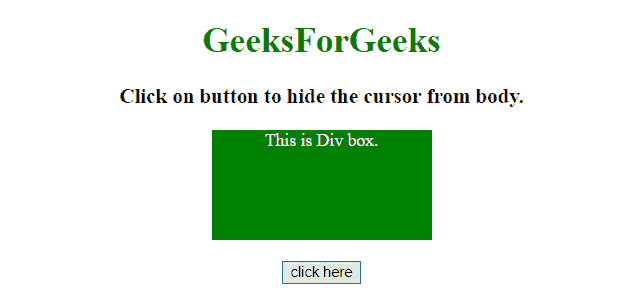 GeeksForGeeks
Click on button to hide the cursor from body.
This is Div box.
click here